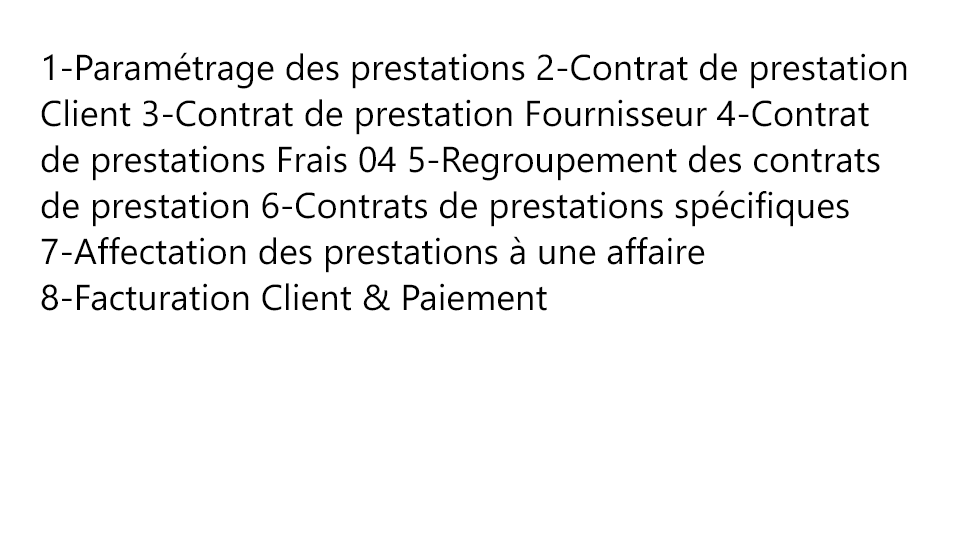 1-Paramétrage des prestations 2-Contrat de prestation
Client 3-Contrat de prestation Fournisseur 4-Contrat
de prestations Frais 04 5-Regroupement des contrats
de prestation 6-Contrats de prestations spécifiques
7-Affectation des prestations à une affaire
8-Facturation Client & Paiement